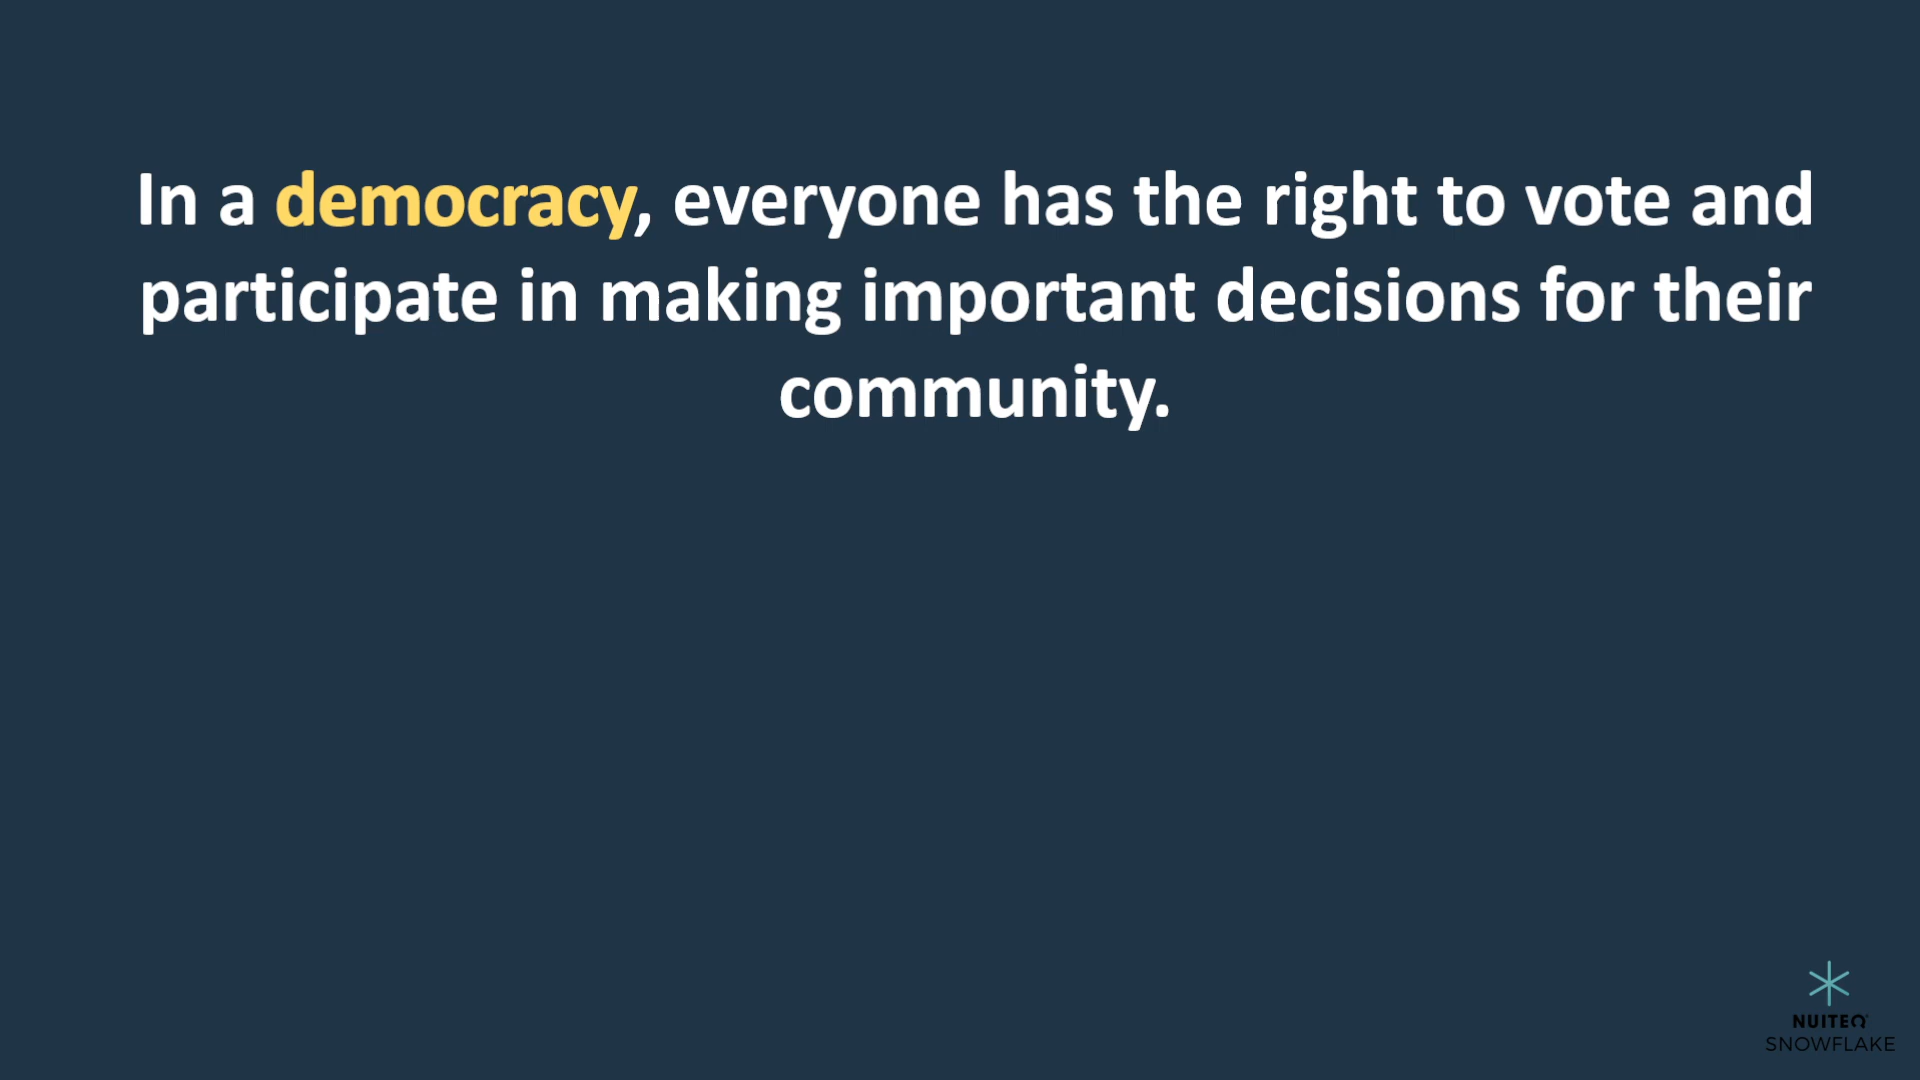 In a democracy, everyone has the right to vote and
participate in making important decisions for their
community.
NUITEQ
SNOWFLAKE